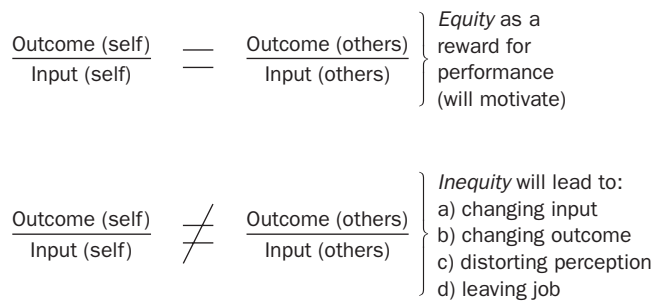 Outcome (self)
Input (self)
=
Outcome (others)
Input (others)
Equity as a
reward for
performance
(will motivate)
Outcome (self)
Input (self)
≠
Outcome (others)
Input (others)
Inequity will lead to:
a) changing input
b) changing outcome
c) distorting perception
d) leaving job